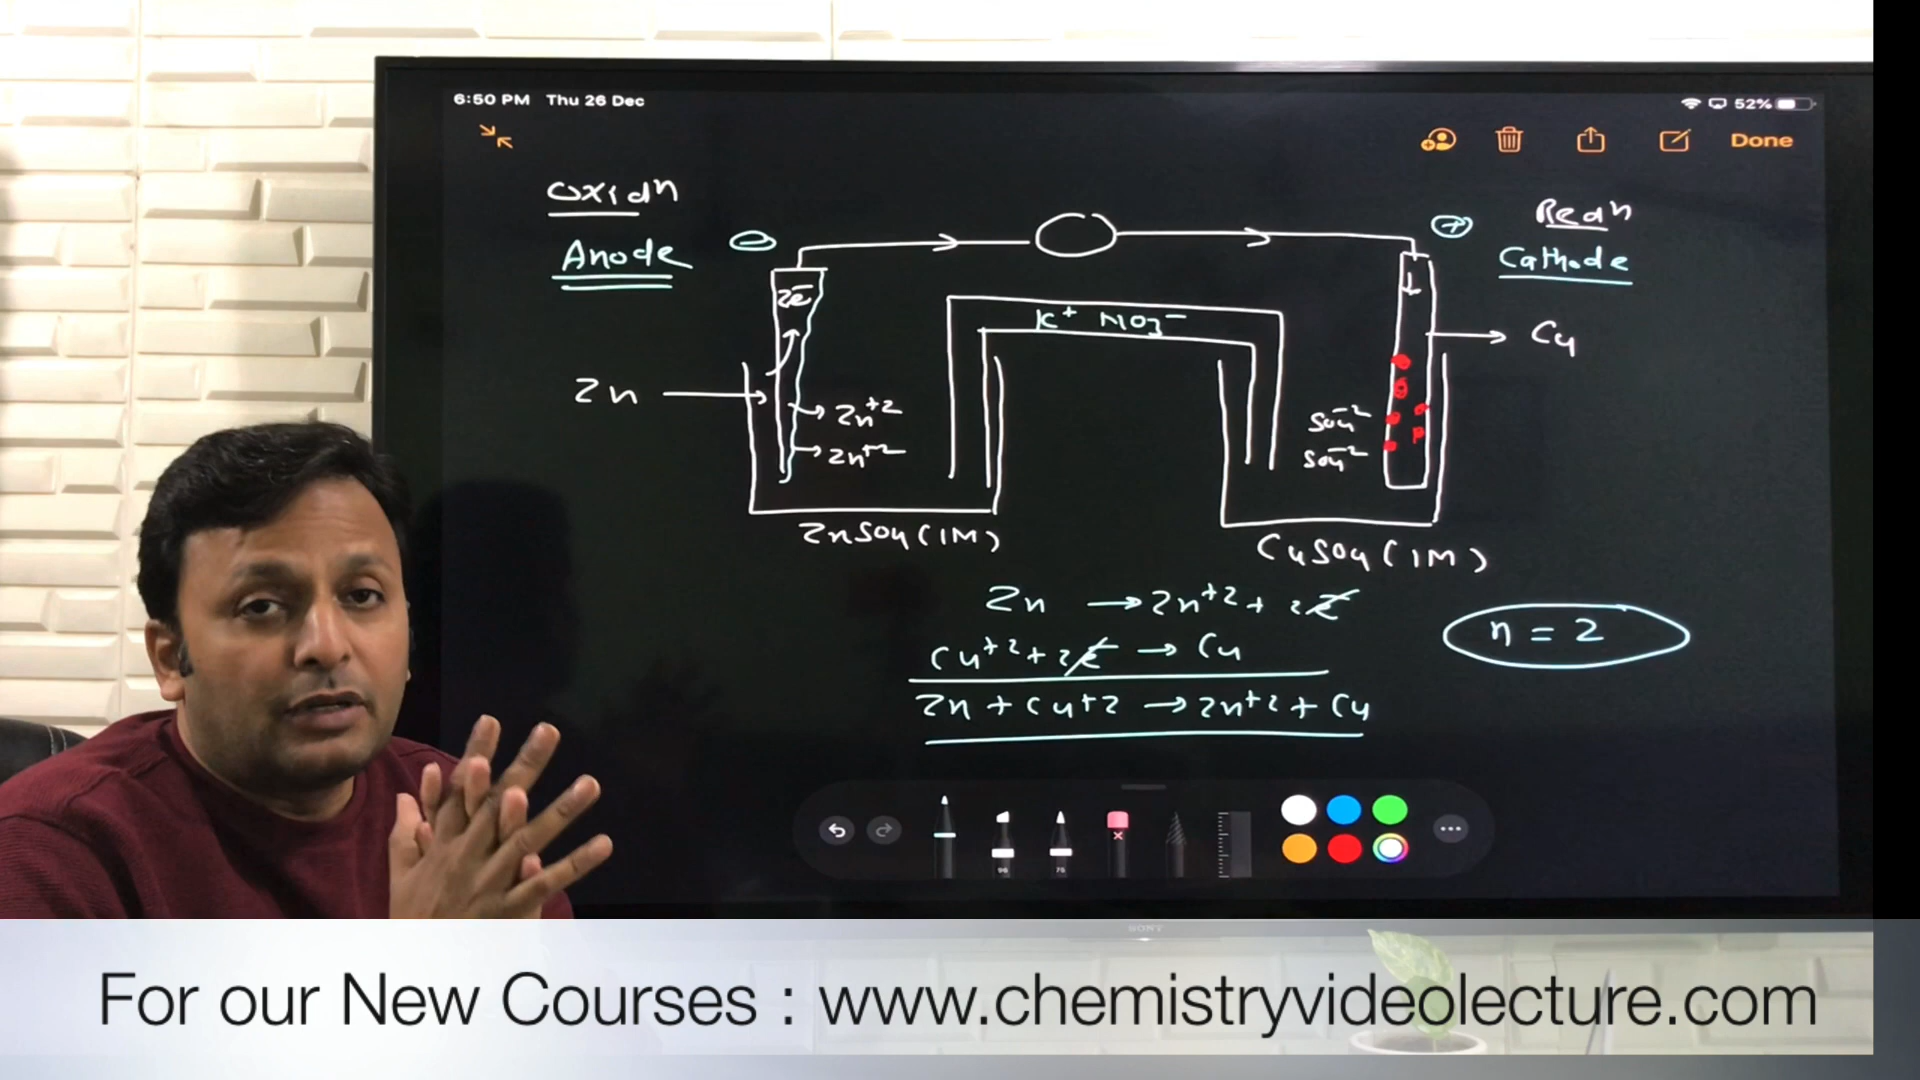 6:50 PM Thu 26 Dec
52%
Done
Oxidⁿ
Redⁿ
Anode
⊖
⊕
Cathode
2e⁻
K⁺ NO₃⁻
Cu
Zn
Zn⁺²
SO₄⁻²
Zn⁺²
SO₄⁻²
ZnSO₄ (1M)
CuSO₄ (1M)
Zn → Zn⁺² + 2e⁻
n = 2
Cu⁺² + 2e⁻ → Cu
Zn + Cu⁺² → Zn⁺² + Cu
SONY
For our New Courses : www.chemistryvideolecture.com